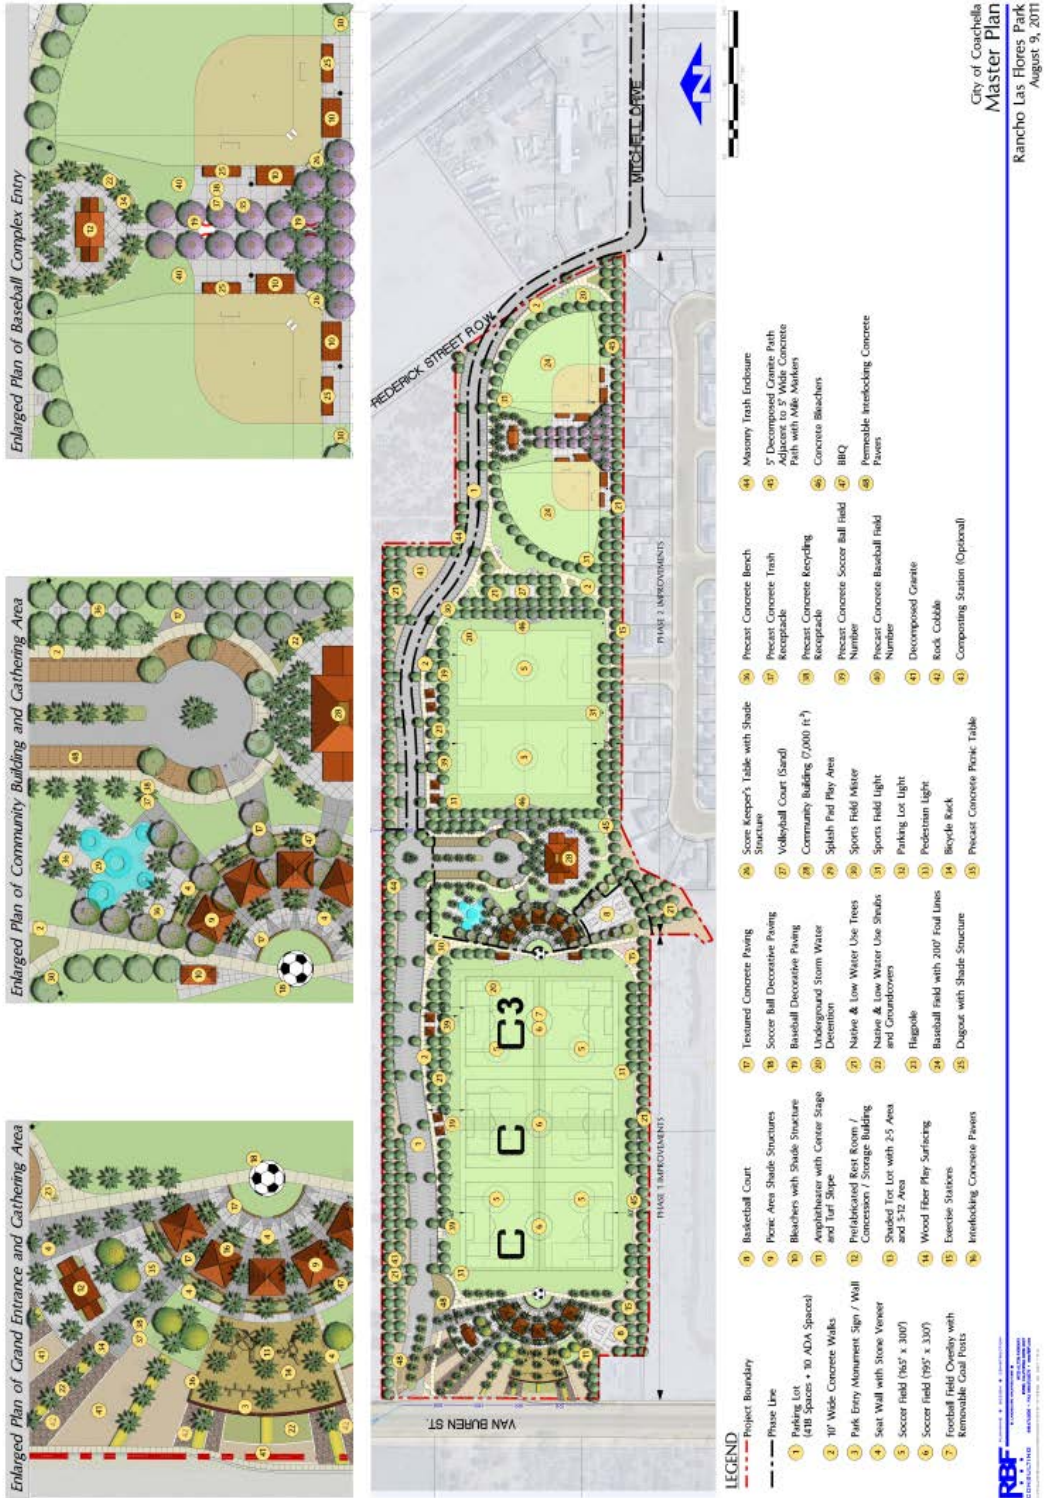 City of Coachella
Master Plan
Rancho Las Flores Park
August 9, 2011
Enlarged Plan of Grand Entrance and Gathering Area
Enlarged Plan of Community Building and Gathering Area
Enlarged Plan of Baseball Complex Entry
VAN BUREN ST.
FREDERICK STREET R.O.W.
MITCHELL DRIVE
N
C
C
C3
PHASE 1 IMPROVEMENTS
PHASE 2 IMPROVEMENTS
LEGEND
Project Boundary
Phase Line
1 Parking Lot
(418 Spaces + 10 ADA Spaces)
2 10' Wide Concrete Walks
3 Park Entry Monument Sign / Wall
4 Seat Wall with Stone Veneer
5 Soccer Field (165' x 300')
6 Soccer Field (195' x 330')
7 Football Field Overlay with
Removable Goal Posts
8 Basketball Court
9 Picnic Area Shade Structures
10 Bleachers with Shade Structure
11 Amphitheater with Center Stage
and Turf Slope
12 Prefabricated Rest Room /
Concession / Storage Building
13 Shaded Tot Lot with 2-5 Area
and 5-12 Area
14 Wood Fiber Play Surfacing
15 Exercise Stations
16 Interlocking Concrete Pavers
17 Textured Concrete Paving
18 Soccer Ball Decorative Paving
19 Baseball Decorative Paving
20 Underground Storm Water
Detention
21 Native & Low Water Use Trees
22 Native & Low Water Use Shrubs
and Groundcovers
23 Flagpole
24 Baseball Field with 200' Foul Lines
25 Dugout with Shade Structure
26 Score Keeper's Table with Shade
Structure
27 Volleyball Court (Sand)
28 Community Building (7,000 ft²)
29 Splash Pad Play Area
30 Sports Field Mister
31 Sports Field Light
32 Parking Lot Light
33 Pedestrian Light
34 Bicycle Rack
35 Precast Concrete Picnic Table
36 Precast Concrete Bench
37 Precast Concrete Trash
Receptacle
38 Precast Concrete Recycling
Receptacle
39 Precast Concrete Soccer Ball Field
Number
40 Precast Concrete Baseball Field
Number
41 Decomposed Granite
42 Rock Cobble
43 Composting Station (Optional)
44 Masonry Trash Enclosure
45 5' Decomposed Granite Path
Adjacent to 5' Wide Concrete
Path with Mile Markers
46 Concrete Bleachers
47 BBQ
48 Permeable Interlocking Concrete
Pavers
RBF
CONSULTING